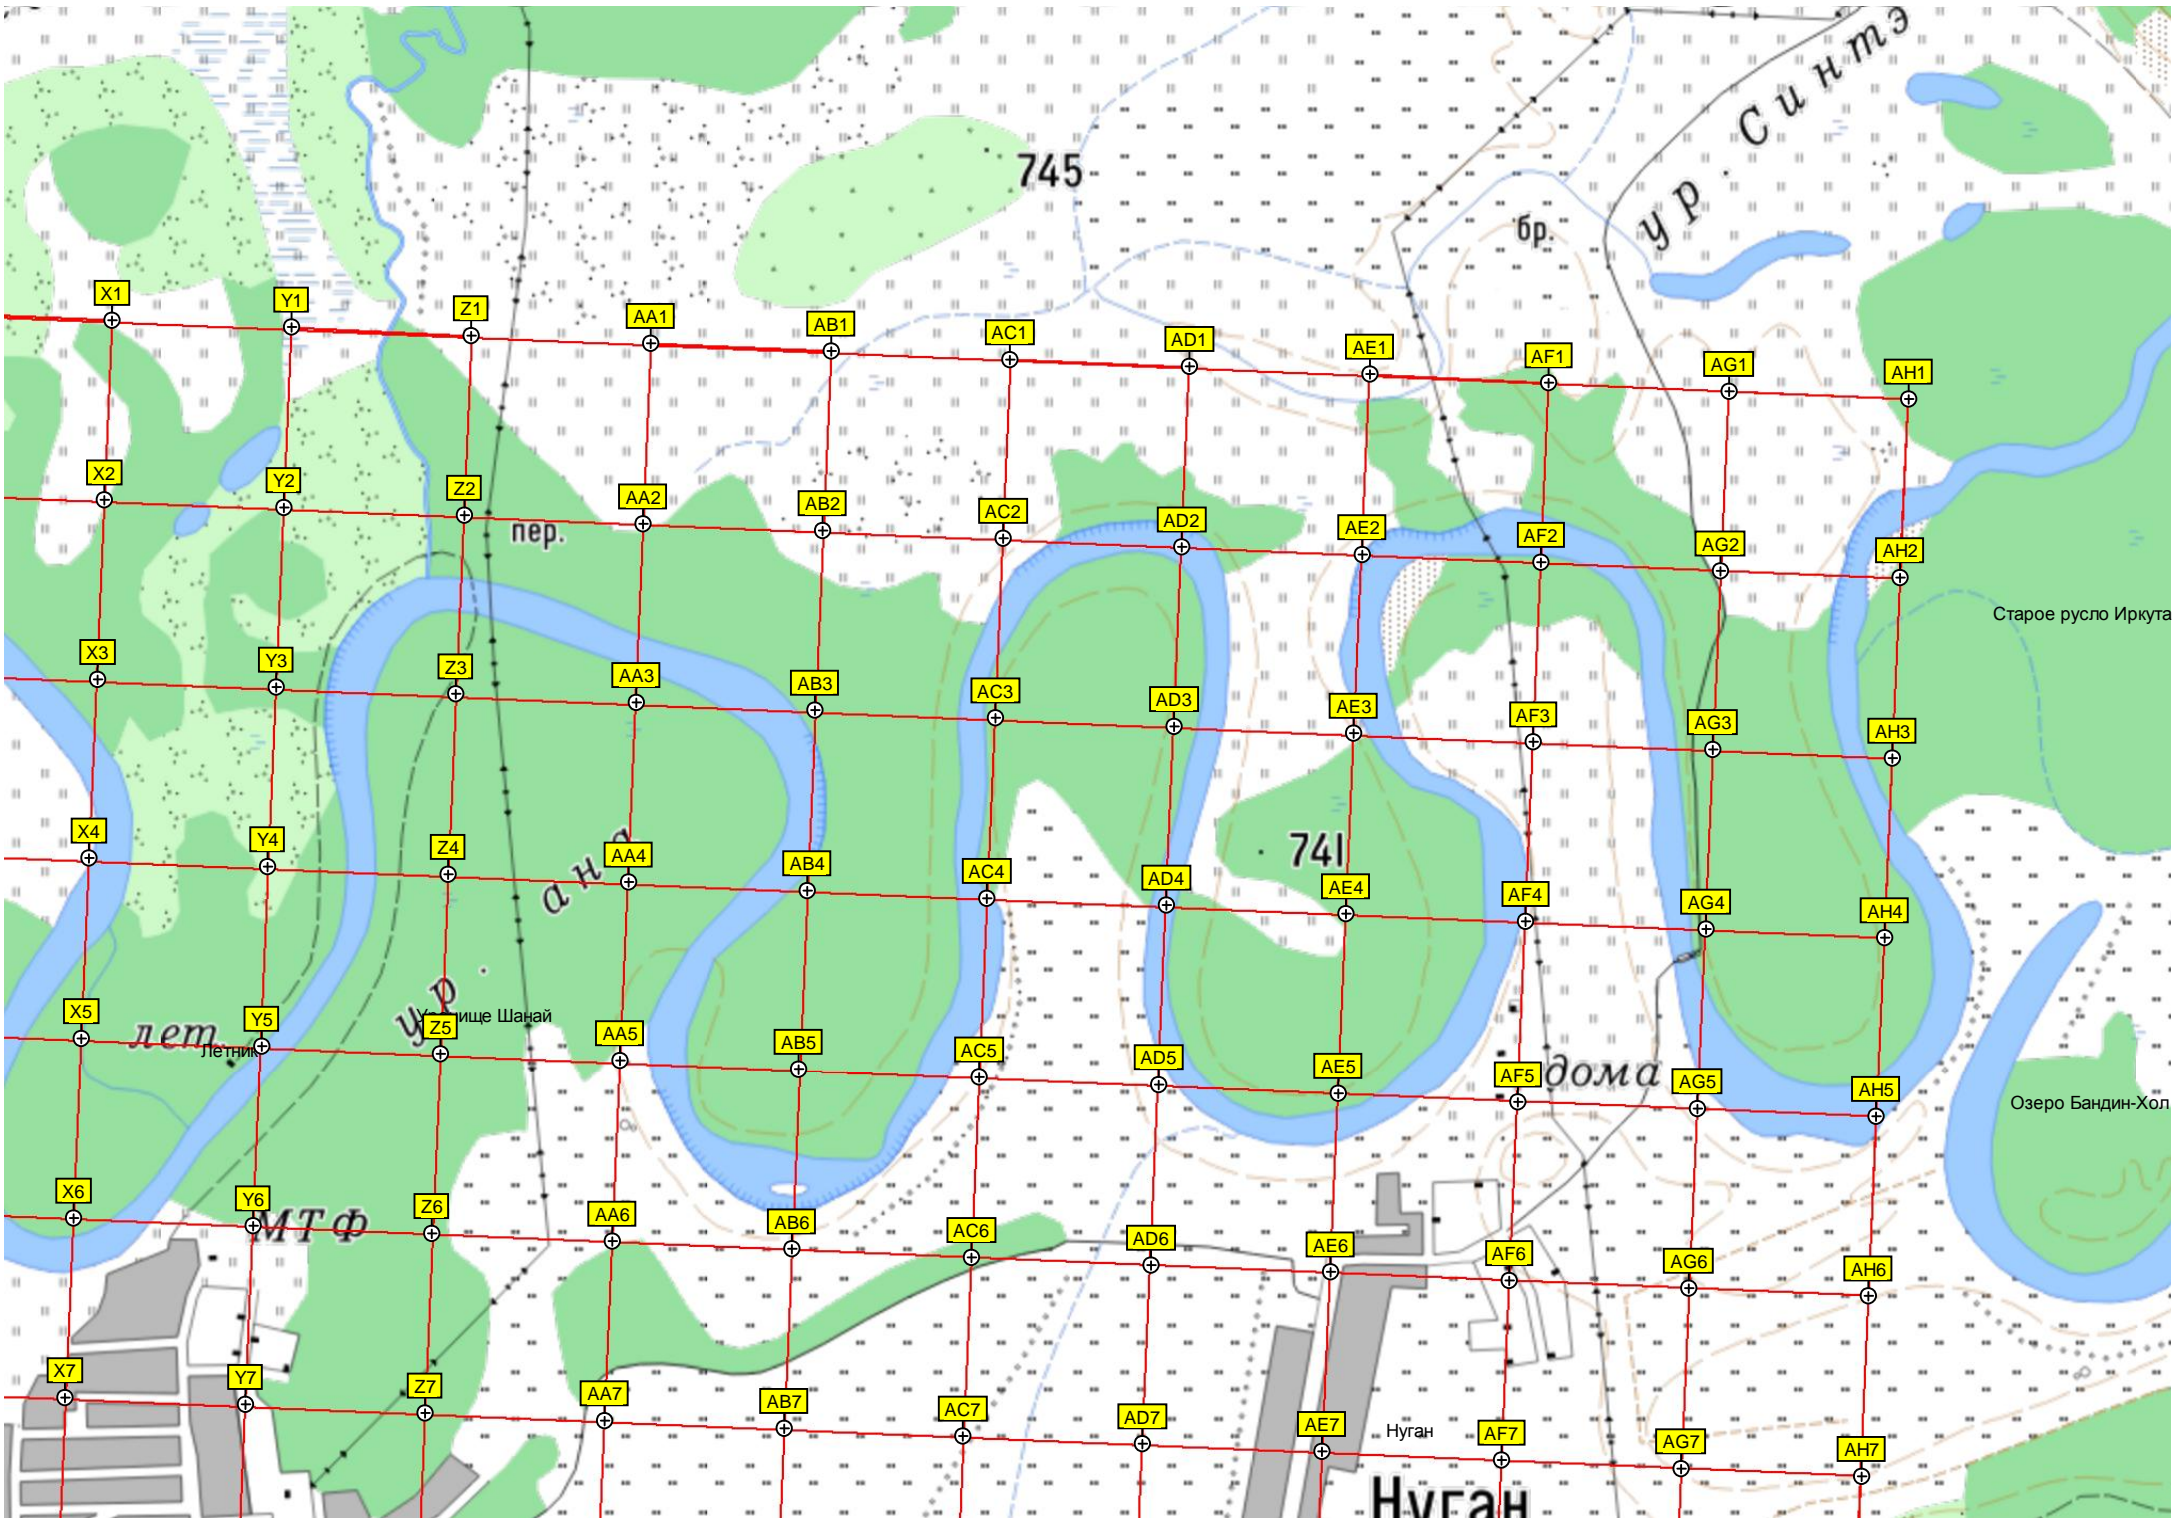 ур. Синтэ
745
бр.
X1 Y1 Z1 AA1 AB1 AC1 AD1 AE1 AF1 AG1 AH1
X2 Y2 Z2 AA2 AB2 AC2 AD2 AE2 AF2 AG2 AH2
пер.
Старое русло Иркута
X3 Y3 Z3 AA3 AB3 AC3 AD3 AE3 AF3 AG3 AH3
741
X4 Y4 Z4 AA4 AB4 AC4 AD4 AE4 AF4 AG4 AH4
ур. ана
Шанай
лет.
Летник
X5 Y5 Z5 AA5 AB5 AC5 AD5 AE5 AF5 AG5 AH5
дома
Озеро Бандин-Хол
X6 Y6 Z6 AA6 AB6 AC6 AD6 AE6 AF6 AG6 AH6
МТФ
X7 Y7 Z7 AA7 AB7 AC7 AD7 AE7 AF7 AG7 AH7
Нуган
Нуган